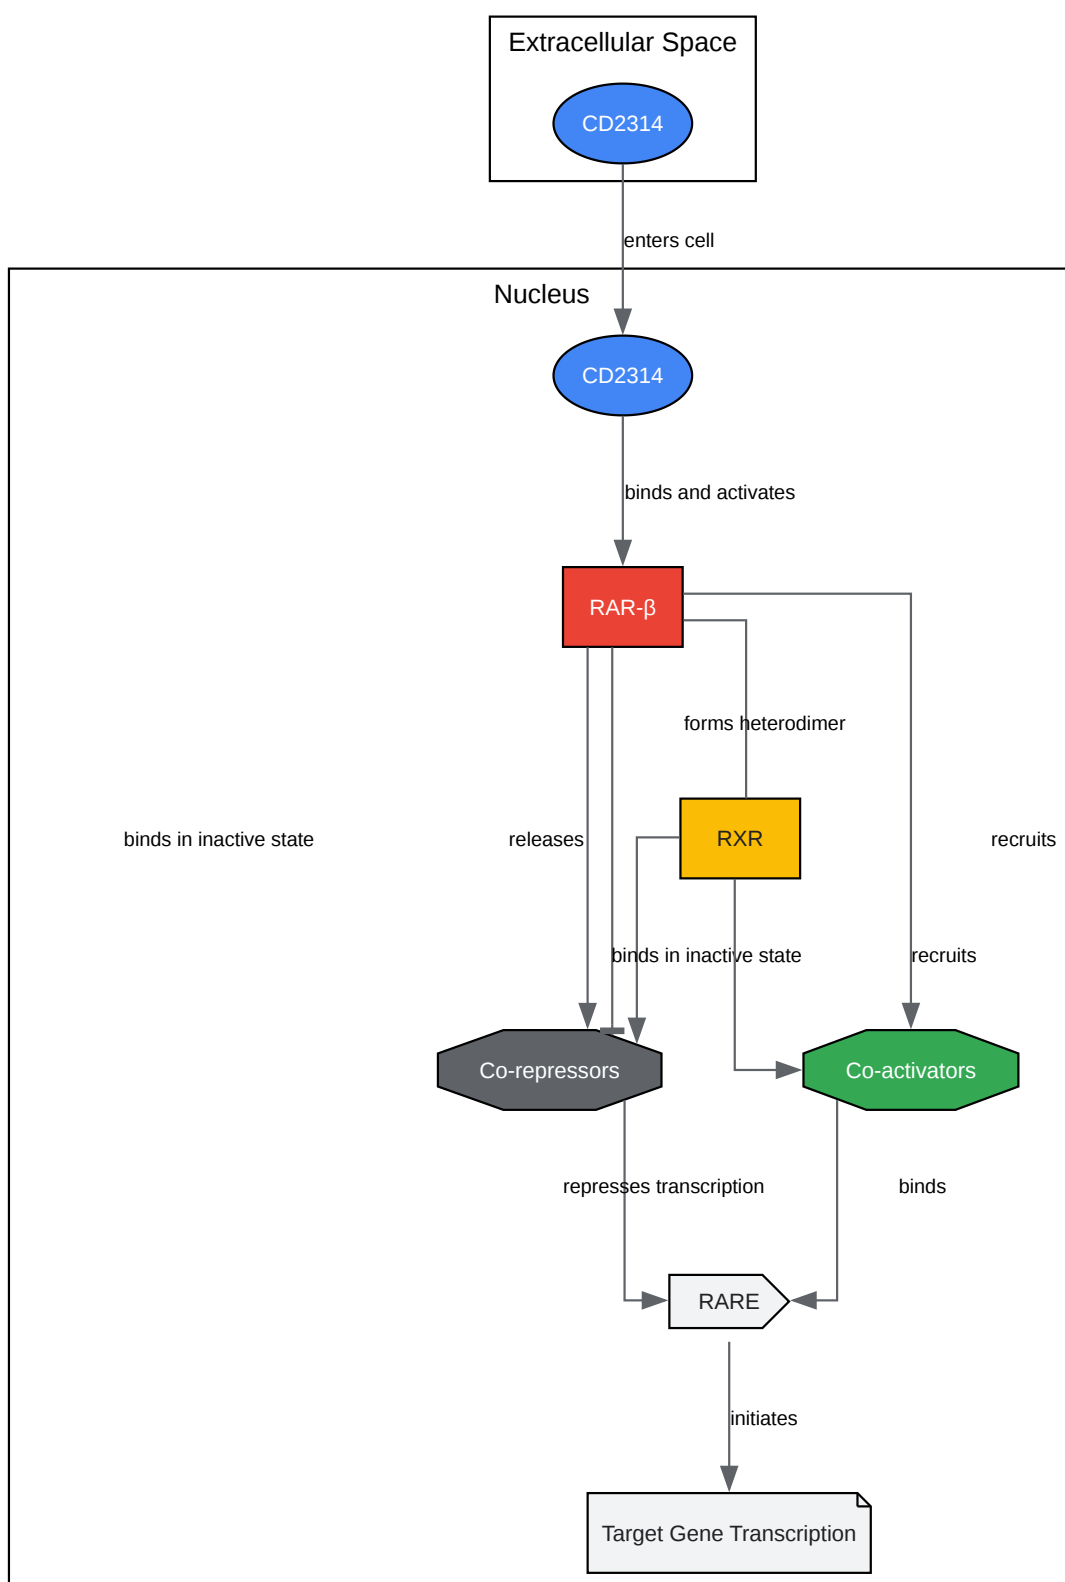 Extracellular Space
CD2314
enters cell
Nucleus
CD2314
binds and activates
RAR-β
forms heterodimer
binds in inactive state
releases
RXR
recruits
binds in inactive state
recruits
Co-repressors
Co-activators
represses transcription
binds
RARE
initiates
Target Gene Transcription